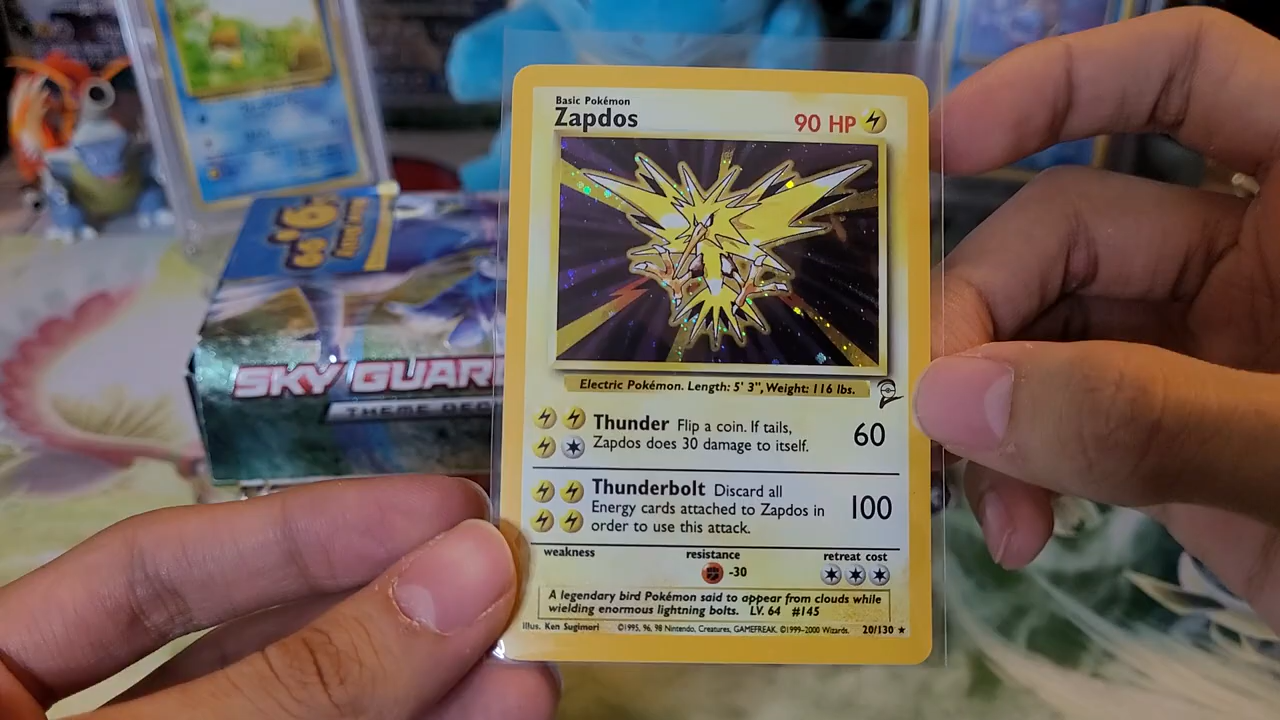 Basic Pokémon
Zapdos
90 HP
Electric Pokémon. Length: 5' 3", Weight: 116 lbs.
Thunder Flip a coin. If tails,
Zapdos does 30 damage to itself.
60
Thunderbolt Discard all
Energy cards attached to Zapdos in
order to use this attack.
100
weakness
resistance
retreat cost
-30
A legendary bird Pokémon said to appear from clouds while
wielding enormous lightning bolts. LV. 64 #145
Illus. Ken Sugimori ©1995, 96, 98 Nintendo, Creatures, GAMEFREAK. ©1999-2000 Wizards. 20/130 ★
SKY GUAR
THEME DEC